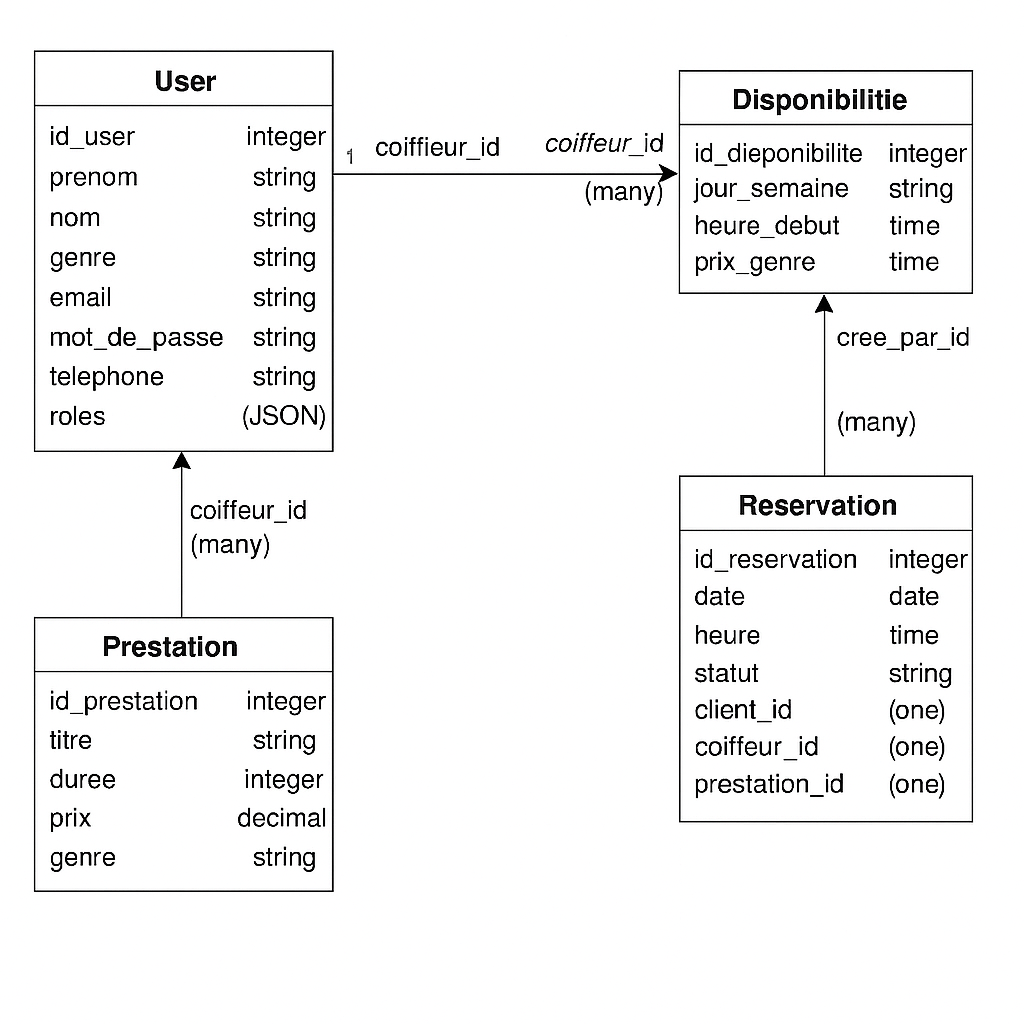 User
id_user integer
prenom string
nom string
genre string
email string
mot_de_passe string
telephone string
roles (JSON)
1 coiffieur_id coiffeur_id
(many)
Disponibilitie
id_dieponibilite integer
jour_semaine string
heure_debut time
prix_genre time
cree_par_id
(many)
coiffeur_id
(many)
Reservation
id_reservation integer
date date
heure time
statut string
client_id (one)
coiffeur_id (one)
prestation_id (one)
Prestation
id_prestation integer
titre string
duree integer
prix decimal
genre string